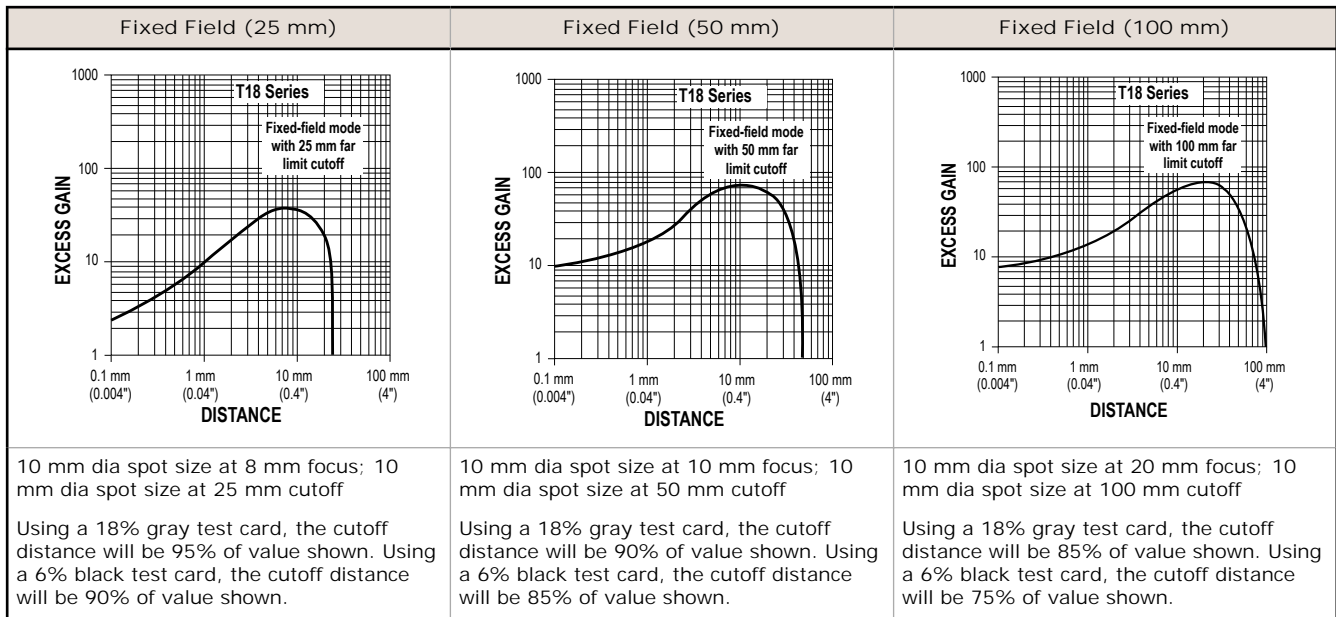 Fixed Field (25 mm)
Fixed Field (50 mm)
Fixed Field (100 mm)
1000
100
10
1
EXCESS GAIN
T18 Series
Fixed-field mode
with 25 mm far
limit cutoff
0.1 mm
(0.004")
1 mm
(0.04")
10 mm
(0.4")
100 mm
(4")
DISTANCE
1000
100
10
1
EXCESS GAIN
T18 Series
Fixed-field mode
with 50 mm far
limit cutoff
0.1 mm
(0.004")
1 mm
(0.04")
10 mm
(0.4")
100 mm
(4")
DISTANCE
1000
100
10
1
EXCESS GAIN
T18 Series
Fixed-field mode
with 100 mm far
limit cutoff
0.1 mm
(0.004")
1 mm
(0.04")
10 mm
(0.4")
100 mm
(4")
DISTANCE
10 mm dia spot size at 8 mm focus; 10
mm dia spot size at 25 mm cutoff
Using a 18% gray test card, the cutoff
distance will be 95% of value shown. Using
a 6% black test card, the cutoff distance
will be 90% of value shown.
10 mm dia spot size at 10 mm focus; 10
mm dia spot size at 50 mm cutoff
Using a 18% gray test card, the cutoff
distance will be 90% of value shown. Using
a 6% black test card, the cutoff distance
will be 85% of value shown.
10 mm dia spot size at 20 mm focus; 10
mm dia spot size at 100 mm cutoff
Using a 18% gray test card, the cutoff
distance will be 85% of value shown. Using
a 6% black test card, the cutoff distance
will be 75% of value shown.